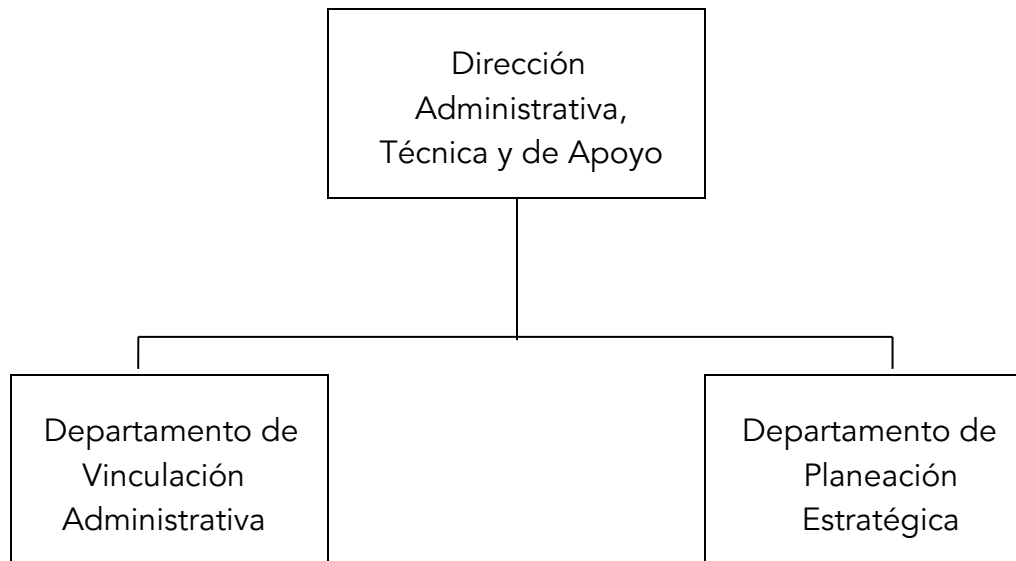 Dirección
Administrativa,
Técnica y de Apoyo
Departamento de
Vinculación
Administrativa
Departamento de
Planeación
Estratégica